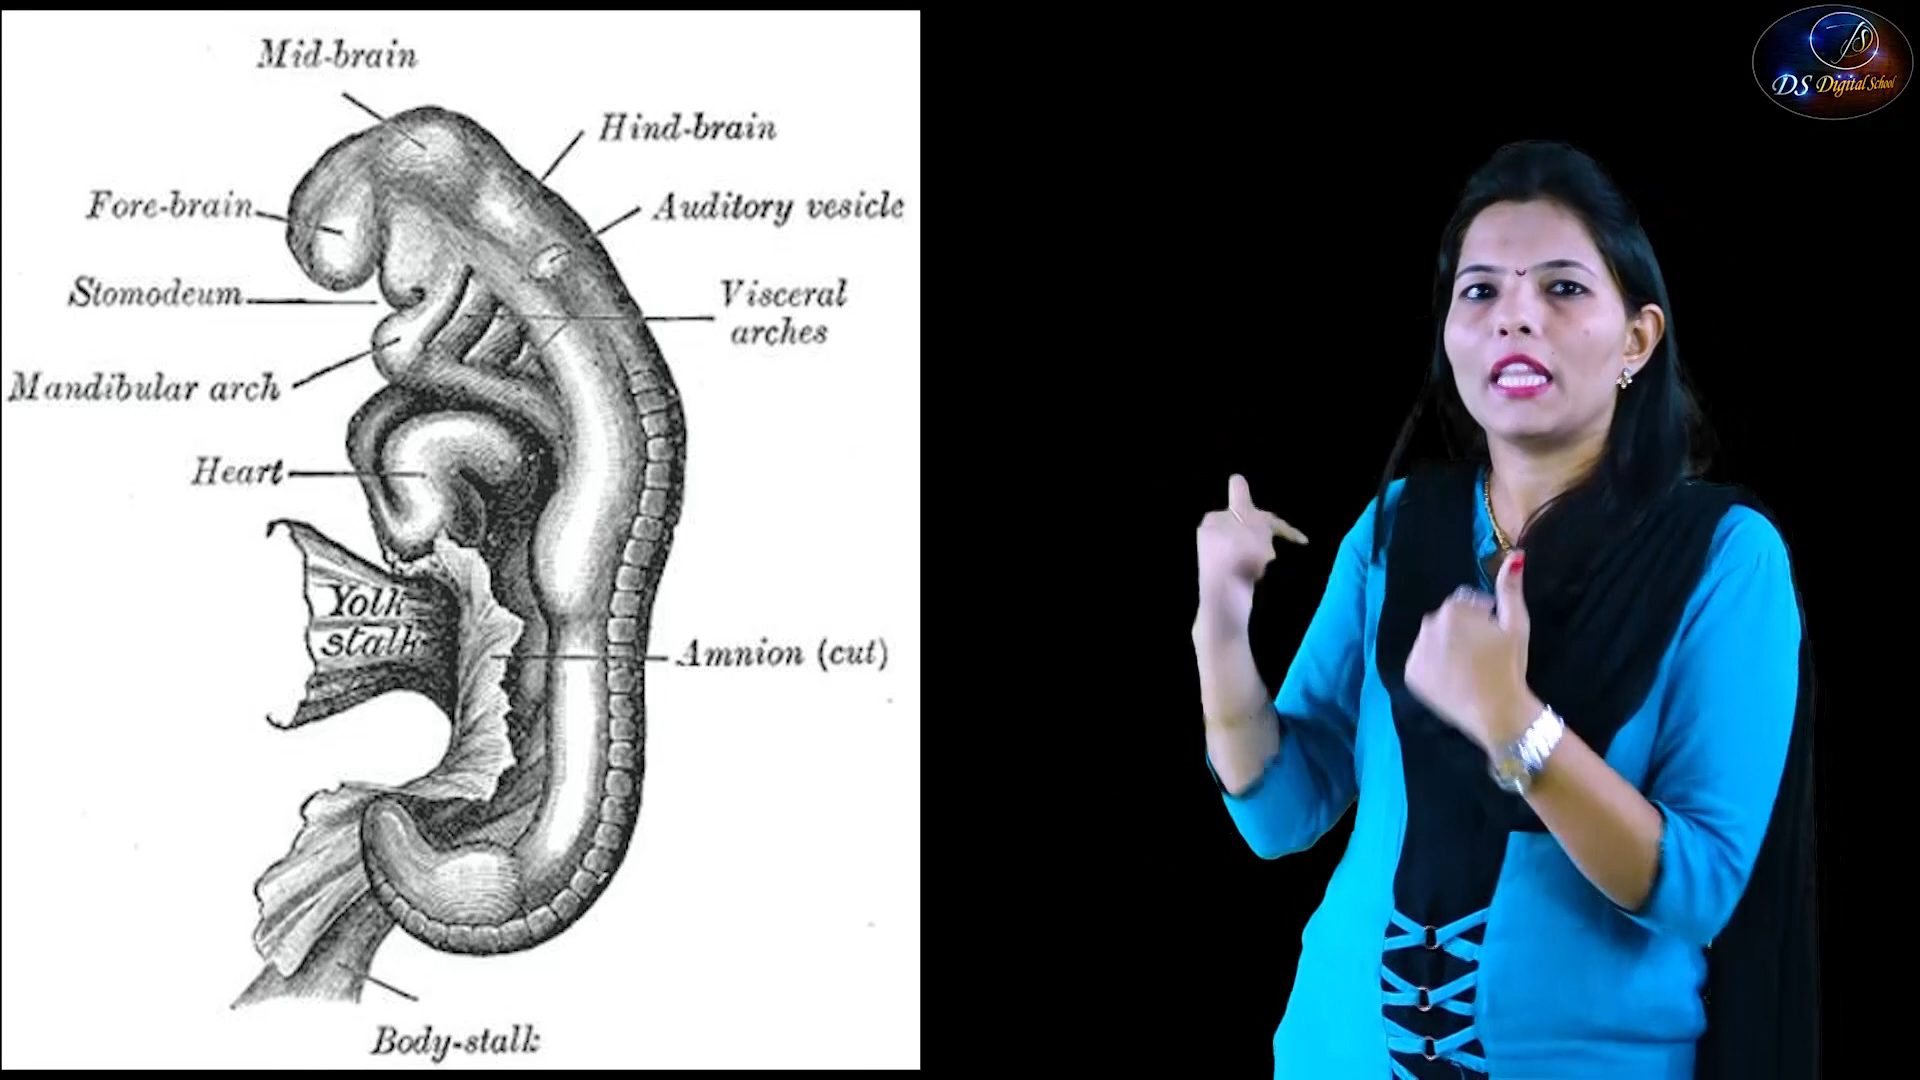 Mid-brain
Hind-brain
Fore-brain
Auditory vesicle
Stomodeum
Visceral
arches
Mandibular arch
Heart
Yolk
stalk
Amnion (cut)
Body-stalk
DS Digital School